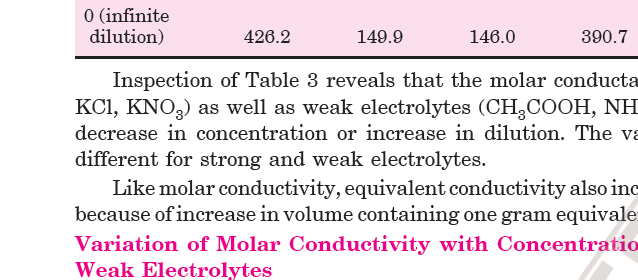 0 (infinite
dilution) 426.2 149.9 146.0 390.7
Inspection of Table 3 reveals that the molar conducta
KCl, KNO₃) as well as weak electrolytes (CH₃COOH, NH
decrease in concentration or increase in dilution. The va
different for strong and weak electrolytes.
Like molar conductivity, equivalent conductivity also inc
because of increase in volume containing one gram equivale
Variation of Molar Conductivity with Concentratio
Weak Electrolytes